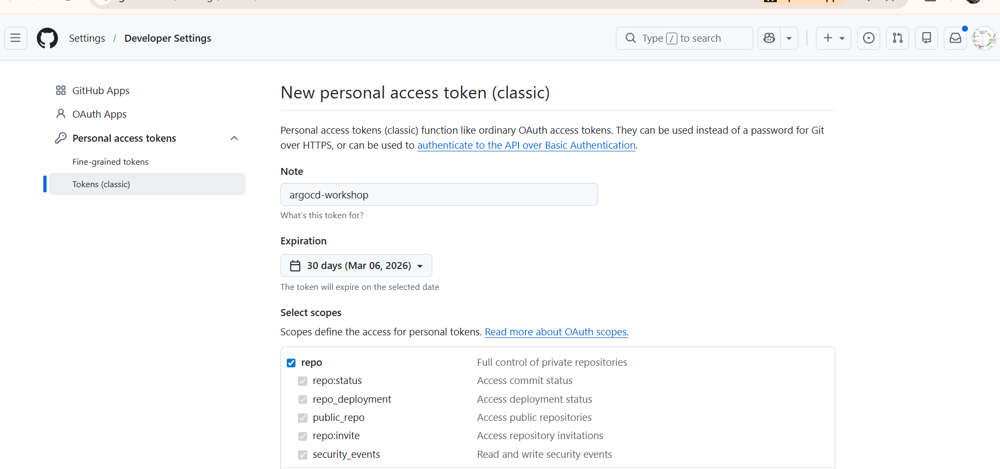 Settings / Developer Settings
Type / to search
GitHub Apps
OAuth Apps
Personal access tokens
Fine-grained tokens
Tokens (classic)
New personal access token (classic)
Personal access tokens (classic) function like ordinary OAuth access tokens. They can be used instead of a password for Git
over HTTPS, or can be used to authenticate to the API over Basic Authentication.
Note
argocd-workshop
What's this token for?
Expiration
30 days (Mar 06, 2026)
The token will expire on the selected date
Select scopes
Scopes define the access for personal tokens. Read more about OAuth scopes.
repo Full control of private repositories
repo:status Access commit status
repo_deployment Access deployment status
public_repo Access public repositories
repo:invite Access repository invitations
security_events Read and write security events